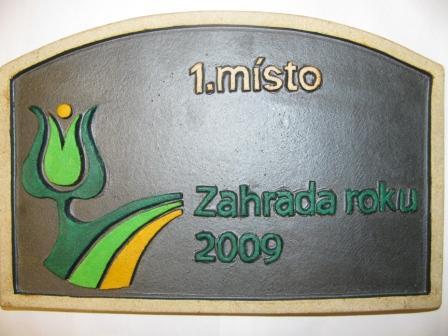 1.místo
Zahrada roku
2009